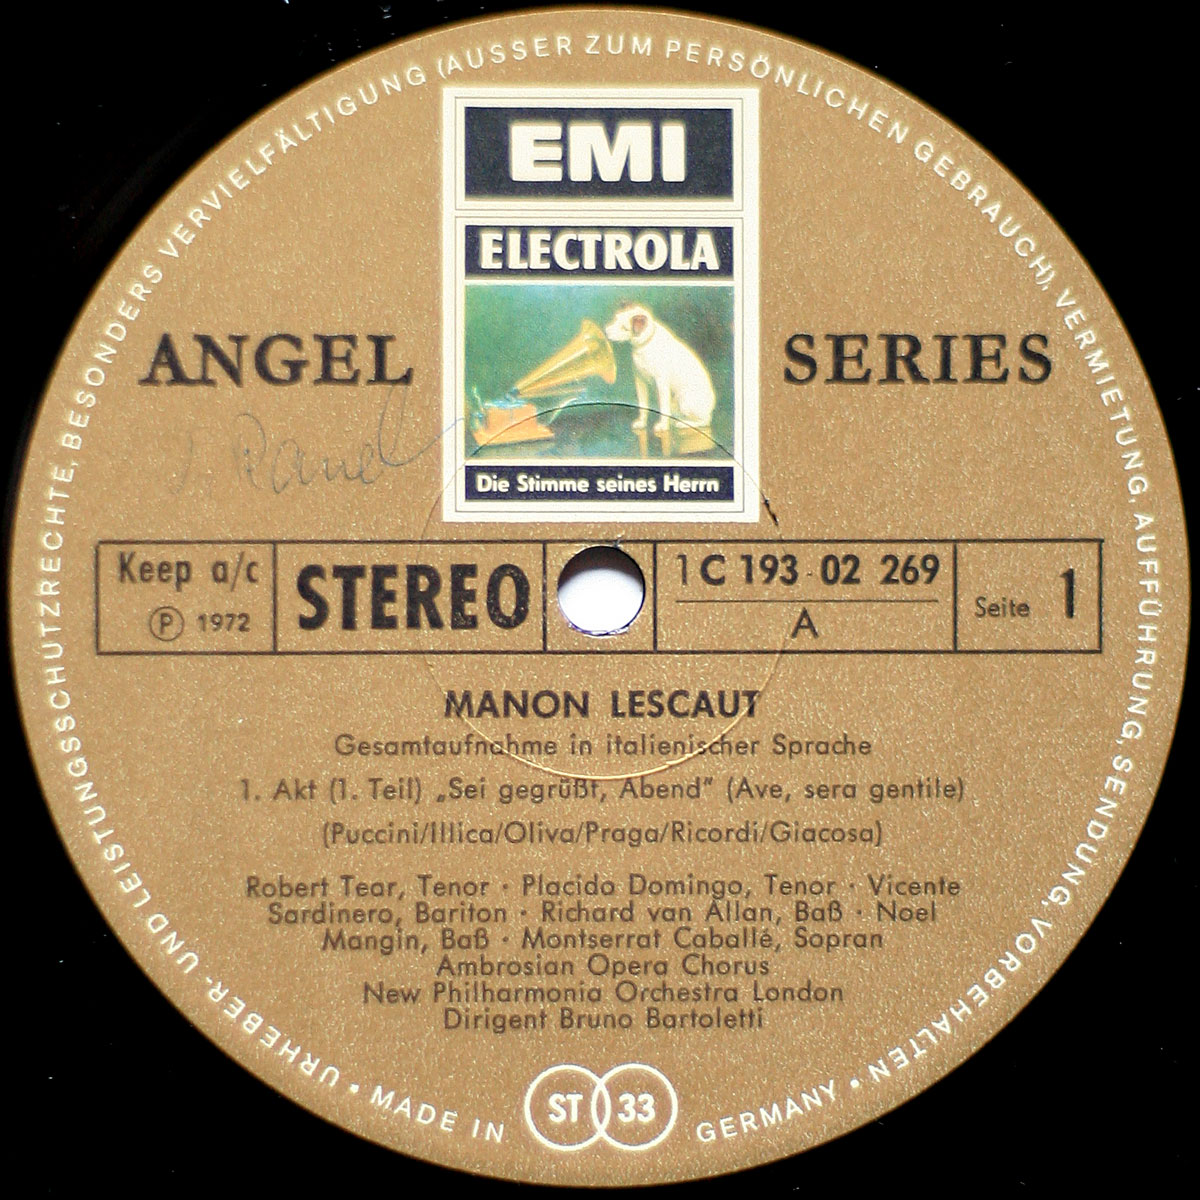 URHEBER- UND LEISTUNGSSCHUTZRECHTE, BESONDERS VERVIELFÄLTIGUNG (AUSSER ZUM PERSÖNLICHEN GEBRAUCH), VERMIETUNG, AUFFÜHRUNG, SENDUNG, VORBEHALTEN •
EMI
ELECTROLA
ANGEL SERIES
Die Stimme seines Herrn
Keep a/c
Ⓟ 1972
STEREO
1 C 193-02 269
A
Seite 1
MANON LESCAUT
Gesamtaufnahme in italienischer Sprache
1. Akt (1. Teil) „Sei gegrüßt, Abend" (Ave, sera gentile)
(Puccini/Illica/Oliva/Praga/Ricordi/Giacosa)
Robert Tear, Tenor · Placido Domingo, Tenor · Vicente
Sardinero, Bariton · Richard van Allan, Baß · Noel
Mangin, Baß · Montserrat Caballé, Sopran
Ambrosian Opera Chorus
New Philharmonia Orchestra London
Dirigent Bruno Bartoletti
• MADE IN GERMANY
ST 33